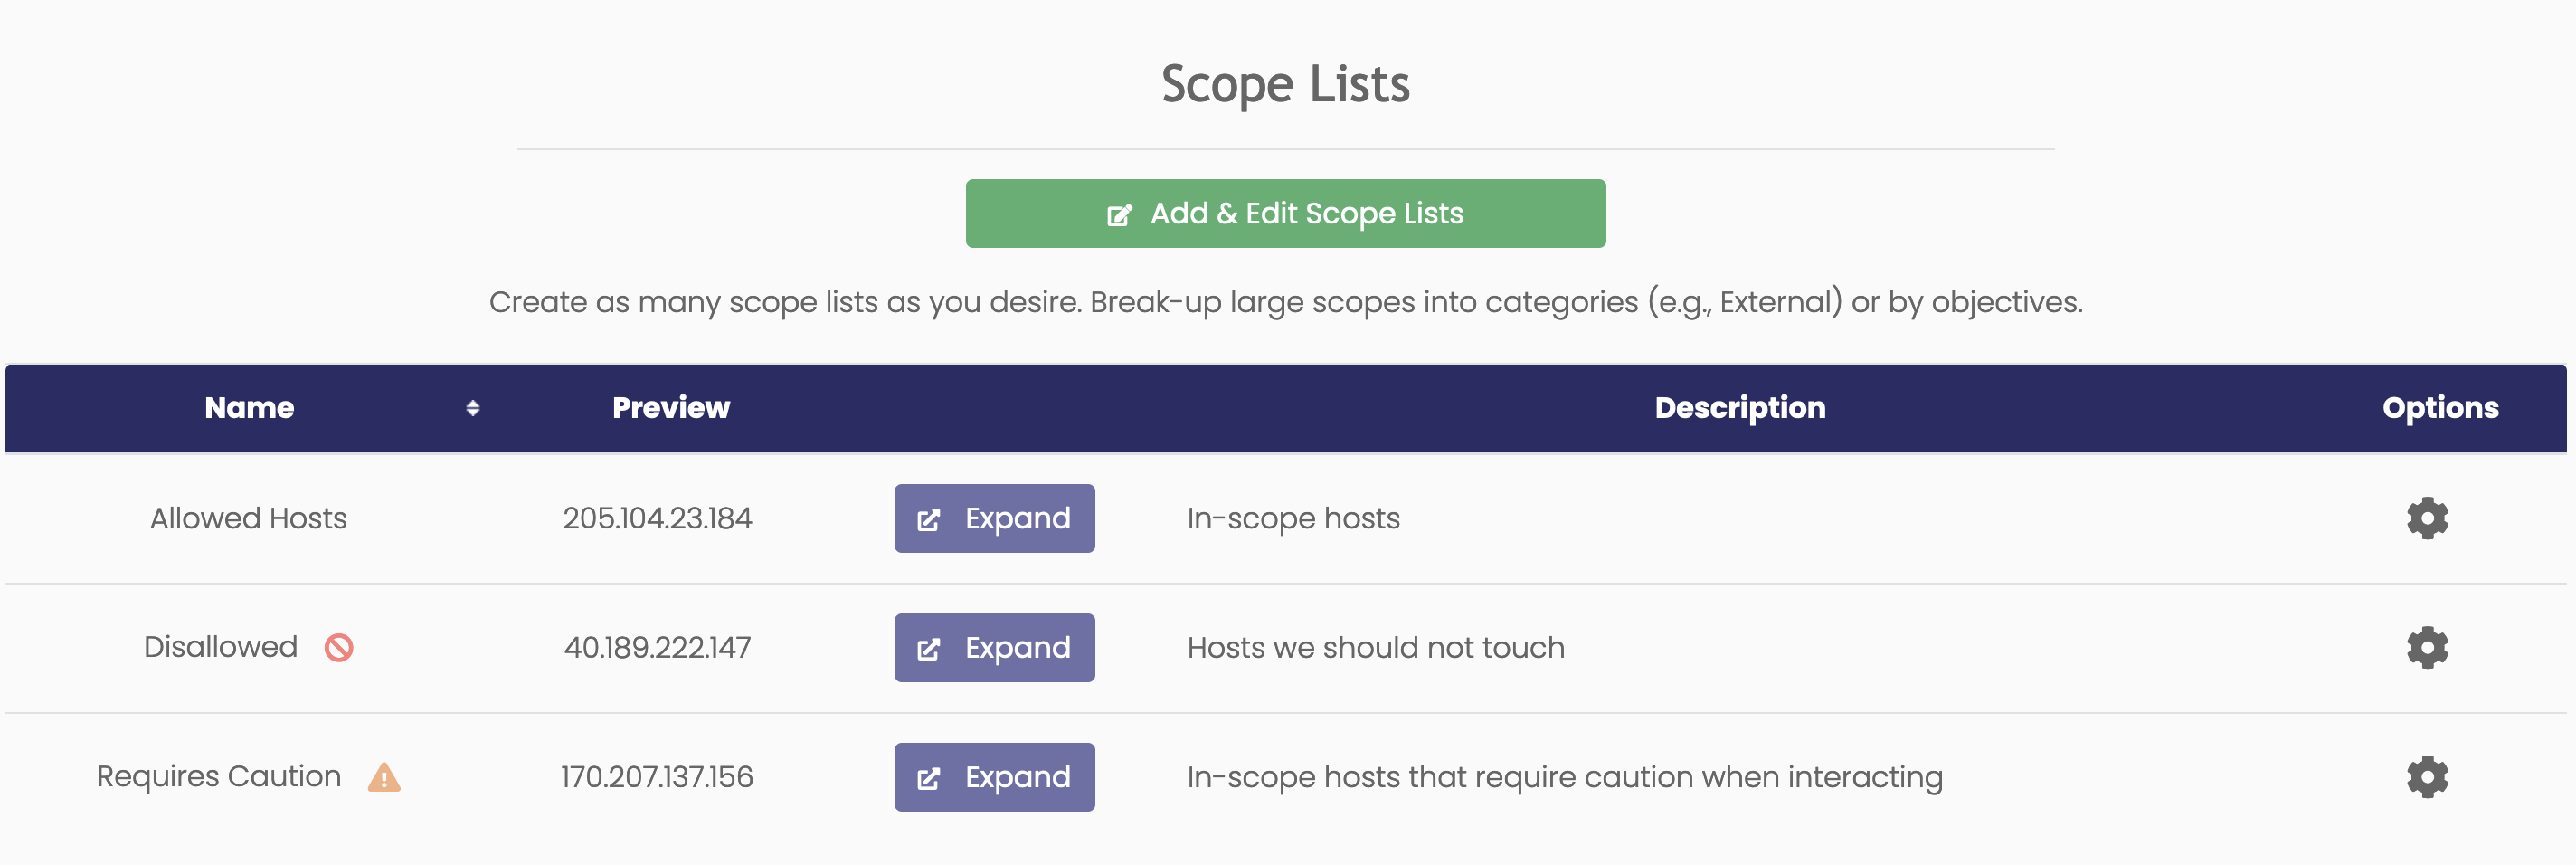 Scope Lists
Add & Edit Scope Lists
Create as many scope lists as you desire. Break-up large scopes into categories (e.g., External) or by objectives.
Name Preview Description Options
Allowed Hosts 205.104.23.184 Expand In-scope hosts
Disallowed 40.189.222.147 Expand Hosts we should not touch
Requires Caution 170.207.137.156 Expand In-scope hosts that require caution when interacting